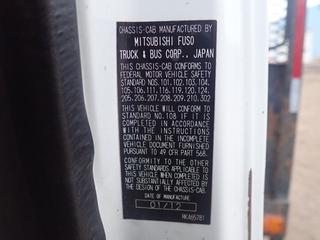 CHASSIS-CAB MANUFACTURED BY
MITSUBISHI FUSO
TRUCK & BUS CORP., JAPAN
THIS CHASSIS-CAB CONFORMS TO
FEDERAL MOTOR VEHICLE SAFETY
STANDARD NOS. 101. 102. 103. 104.
105. 106. 111. 116. 119. 120. 124.
205. 206. 207. 208. 209. 210. 302
THIS VEHICLE WILL CONFORM TO
STANDARD NO. 108 IF IT IS
COMPLETED IN ACCORDANCE
WITH THE INSTRUCTIONS
CONTAINED IN THE INCOMPLETE
VEHICLE DOCUMENT FURNISHED
PURSUANT TO 49 CFR PART 568.
CONFORMITY TO THE OTHER
SAFETY STANDARDS APPLICABLE TO
THIS VEHICLE WHEN COMPLETED IS
NOT SUBSTANTIALLY AFFECTED BY
THE DESIGN OF THE CHASSIS-CAB.
DATE OF MANUFACTURE
01/12